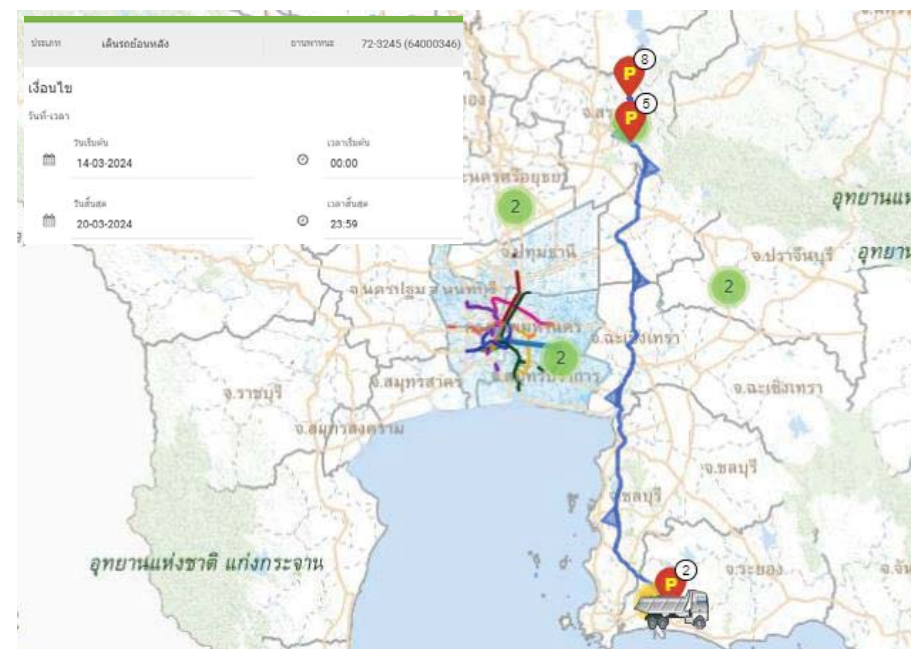 ประเภท เส้นรถย้อนหลัง ยานพาหนะ 72-3245 (64000346)
เงื่อนไข
วันที่-เวลา
วันเริ่มต้น เวลาเริ่มต้น
14-03-2024 00:00
วันสิ้นสุด เวลาสิ้นสุด
20-03-2024 23:59
8
P
5
P
2
จ.ปทุมธานี
จ.ปราจีนบุรี
2
จ.นครปฐม
2
จ.ฉะเชิงเทรา
จ.สมุทรสาคร
จ.ราชบุรี
จ.ฉะเชิงเทรา
จ.สมุทรสงคราม
จ.ชลบุรี
ชลบุรี
อุทยานแห่งชาติ แก่งกระจาน
จ.ระยอง
2
P